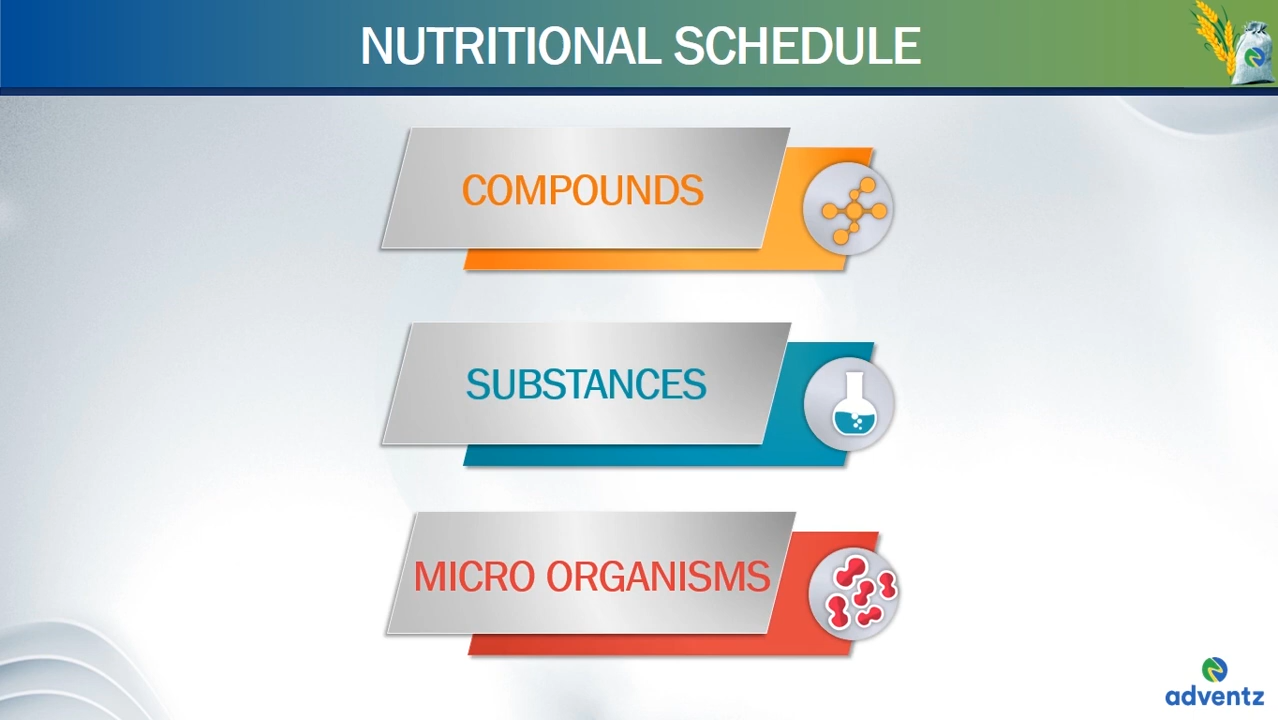 NUTRITIONAL SCHEDULE
COMPOUNDS
SUBSTANCES
MICRO ORGANISMS
adventz